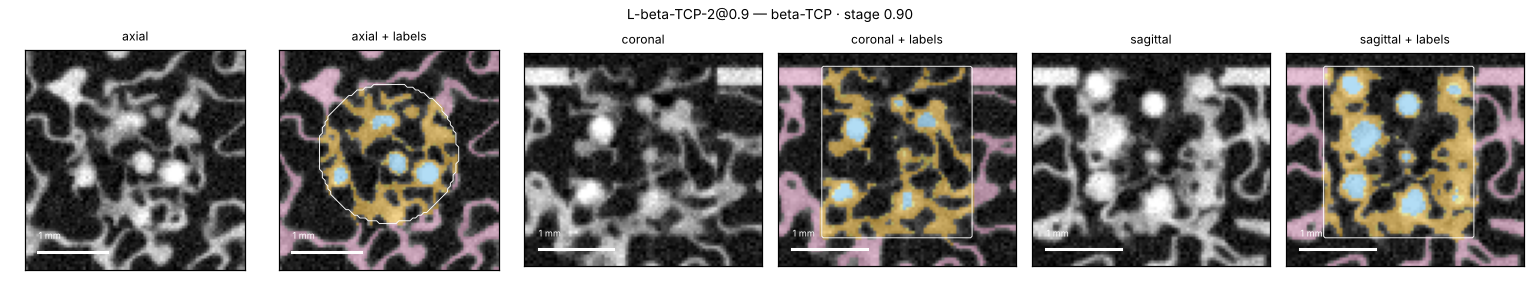 L-beta-TCP-2@0.9 — beta-TCP · stage 0.90
axial
axial + labels
coronal
coronal + labels
sagittal
sagittal + labels
1 mm
1 mm
1 mm
1 mm
1 mm
1 mm